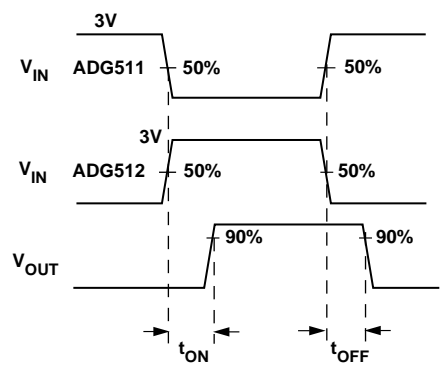 3V
V_IN ADG511 50% 50%
3V
V_IN ADG512 50% 50%
V_OUT 90% 90%
t_ON t_OFF